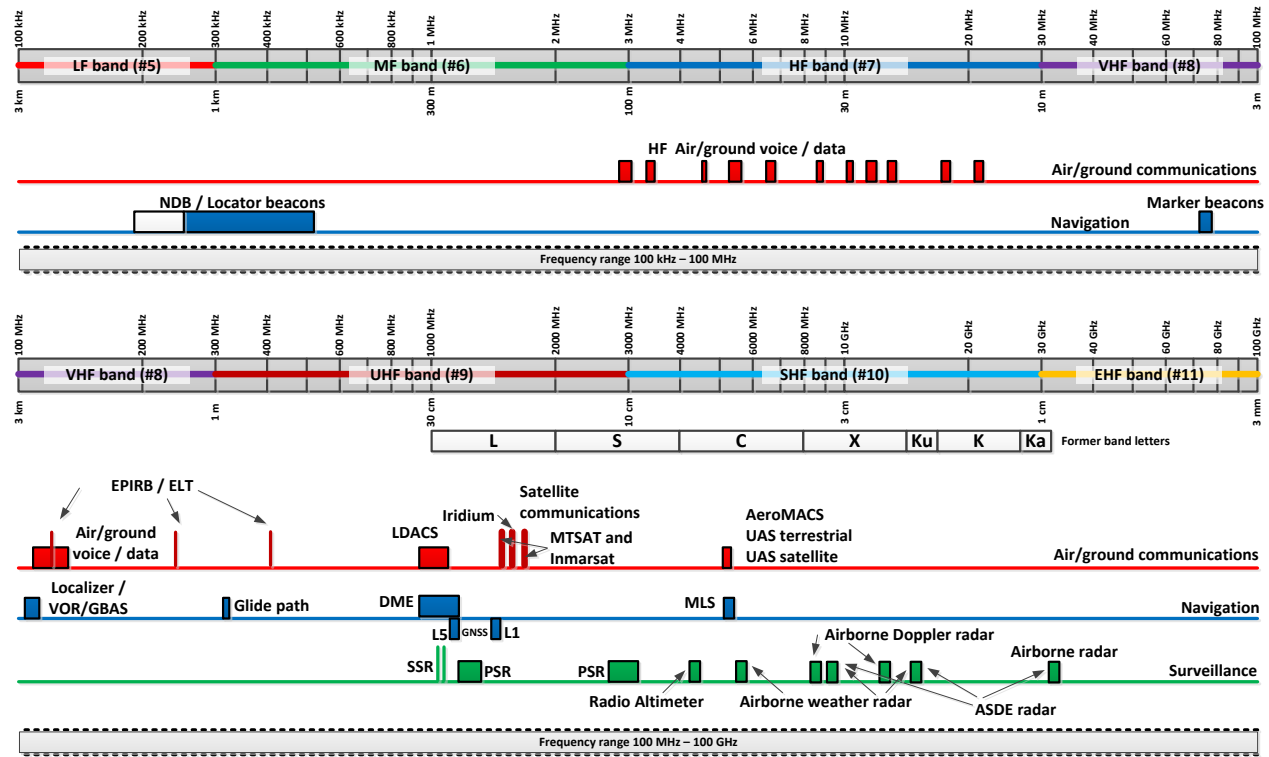 100 kHz 200 kHz 300 kHz 400 kHz 600 kHz 800 kHz 1 MHz 2 MHz 3 MHz 4 MHz 6 MHz 8 MHz 10 MHz 20 MHz 30 MHz 40 MHz 60 MHz 80 MHz 100 MHz
LF band (#5) MF band (#6) HF band (#7) VHF band (#8)
3 km 1 km 300 m 100 m 30 m 10 m 3 m
HF Air/ground voice / data
Air/ground communications
NDB / Locator beacons Marker beacons
Navigation
Frequency range 100 kHz – 100 MHz
100 MHz 200 MHz 300 MHz 400 MHz 600 MHz 800 MHz 1000 MHz 2000 MHz 3000 MHz 4000 MHz 6000 MHz 8000 MHz 10 GHz 20 GHz 30 GHz 40 GHz 60 GHz 80 GHz 100 GHz
VHF band (#8) UHF band (#9) SHF band (#10) EHF band (#11)
3 km 1 m 30 cm 10 cm 3 cm 1 cm 3 mm
L S C X Ku K Ka Former band letters
EPIRB / ELT
Air/ground
voice / data
LDACS
Iridium
Satellite
communications
MTSAT and
Inmarsat
AeroMACS
UAS terrestrial
UAS satellite
Air/ground communications
Localizer /
VOR/GBAS
Glide path
DME
MLS
Navigation
L5 GNSS L1
Airborne Doppler radar
Airborne radar
SSR PSR PSR
Surveillance
Radio Altimeter Airborne weather radar
ASDE radar
Frequency range 100 MHz – 100 GHz